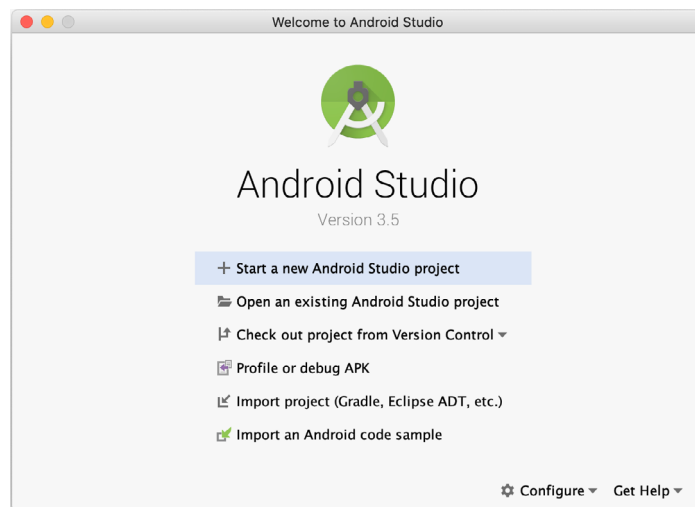 Welcome to Android Studio
Android Studio
Version 3.5
Start a new Android Studio project
Open an existing Android Studio project
Check out project from Version Control
Profile or debug APK
Import project (Gradle, Eclipse ADT, etc.)
Import an Android code sample
Configure Get Help